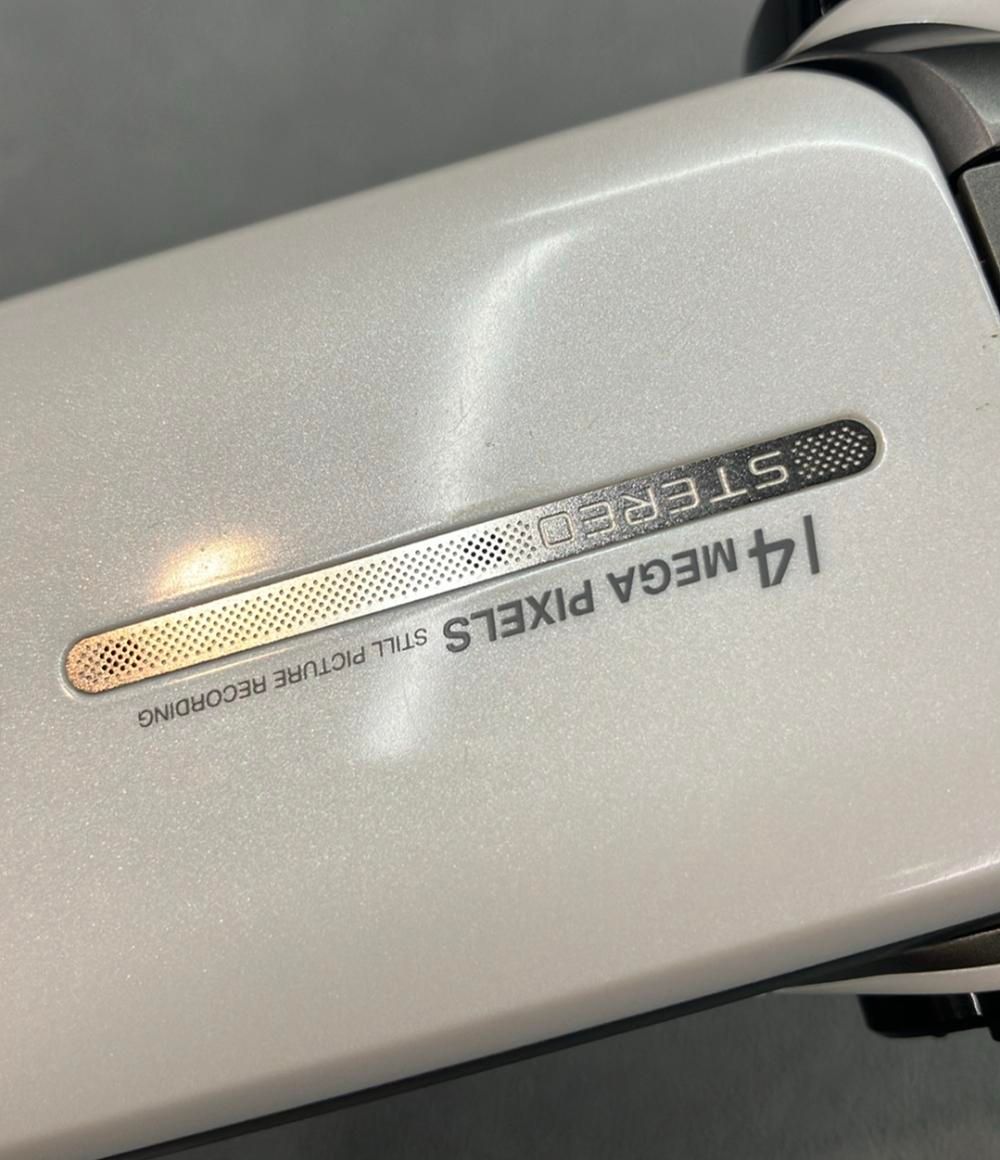 STEREO
14 MEGA PIXELS STILL PICTURE RECORDING